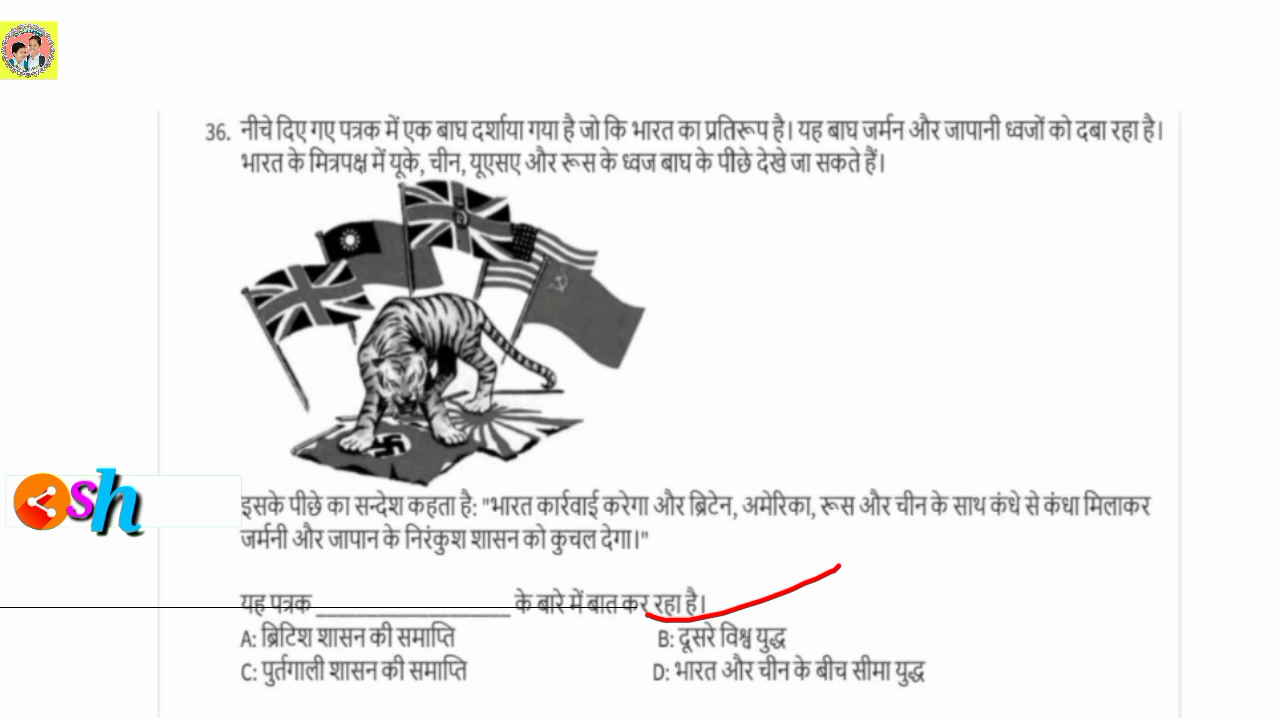 36. नीचे दिए गए पत्रक में एक बाघ दर्शाया गया है जो कि भारत का प्रतिरूप है। यह बाघ जर्मन और जापानी ध्वजों को दबा रहा है।
भारत के मित्रपक्ष में यूके, चीन, यूएसए और रूस के ध्वज बाघ के पीछे देखे जा सकते हैं।
sh
इसके पीछे का सन्देश कहता है: "भारत कार्रवाई करेगा और ब्रिटेन, अमेरिका, रूस और चीन के साथ कंधे से कंधा मिलाकर
जर्मनी और जापान के निरंकुश शासन को कुचल देगा।"
यह पत्रक ____________________ के बारे में बात कर रहा है।
A: ब्रिटिश शासन की समाप्ति B: दूसरे विश्व युद्ध
C: पुर्तगाली शासन की समाप्ति D: भारत और चीन के बीच सीमा युद्ध